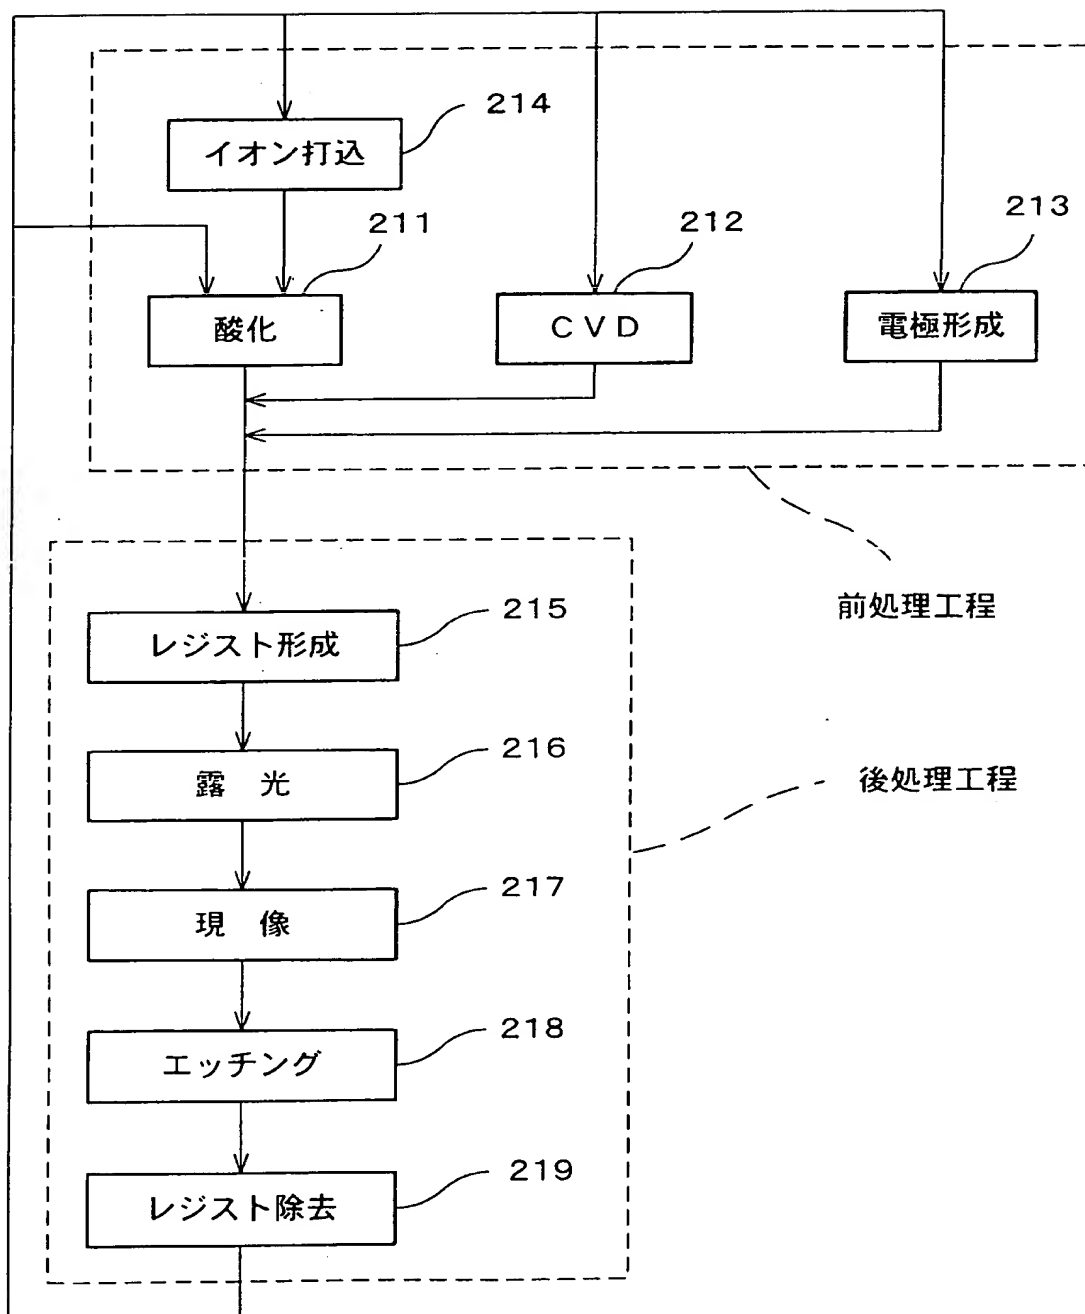 214
イオン打込
211
212
213
酸化
CVD
電極形成
前処理工程
215
レジスト形成
216
露 光
後処理工程
217
現 像
218
エッチング
219
レジスト除去